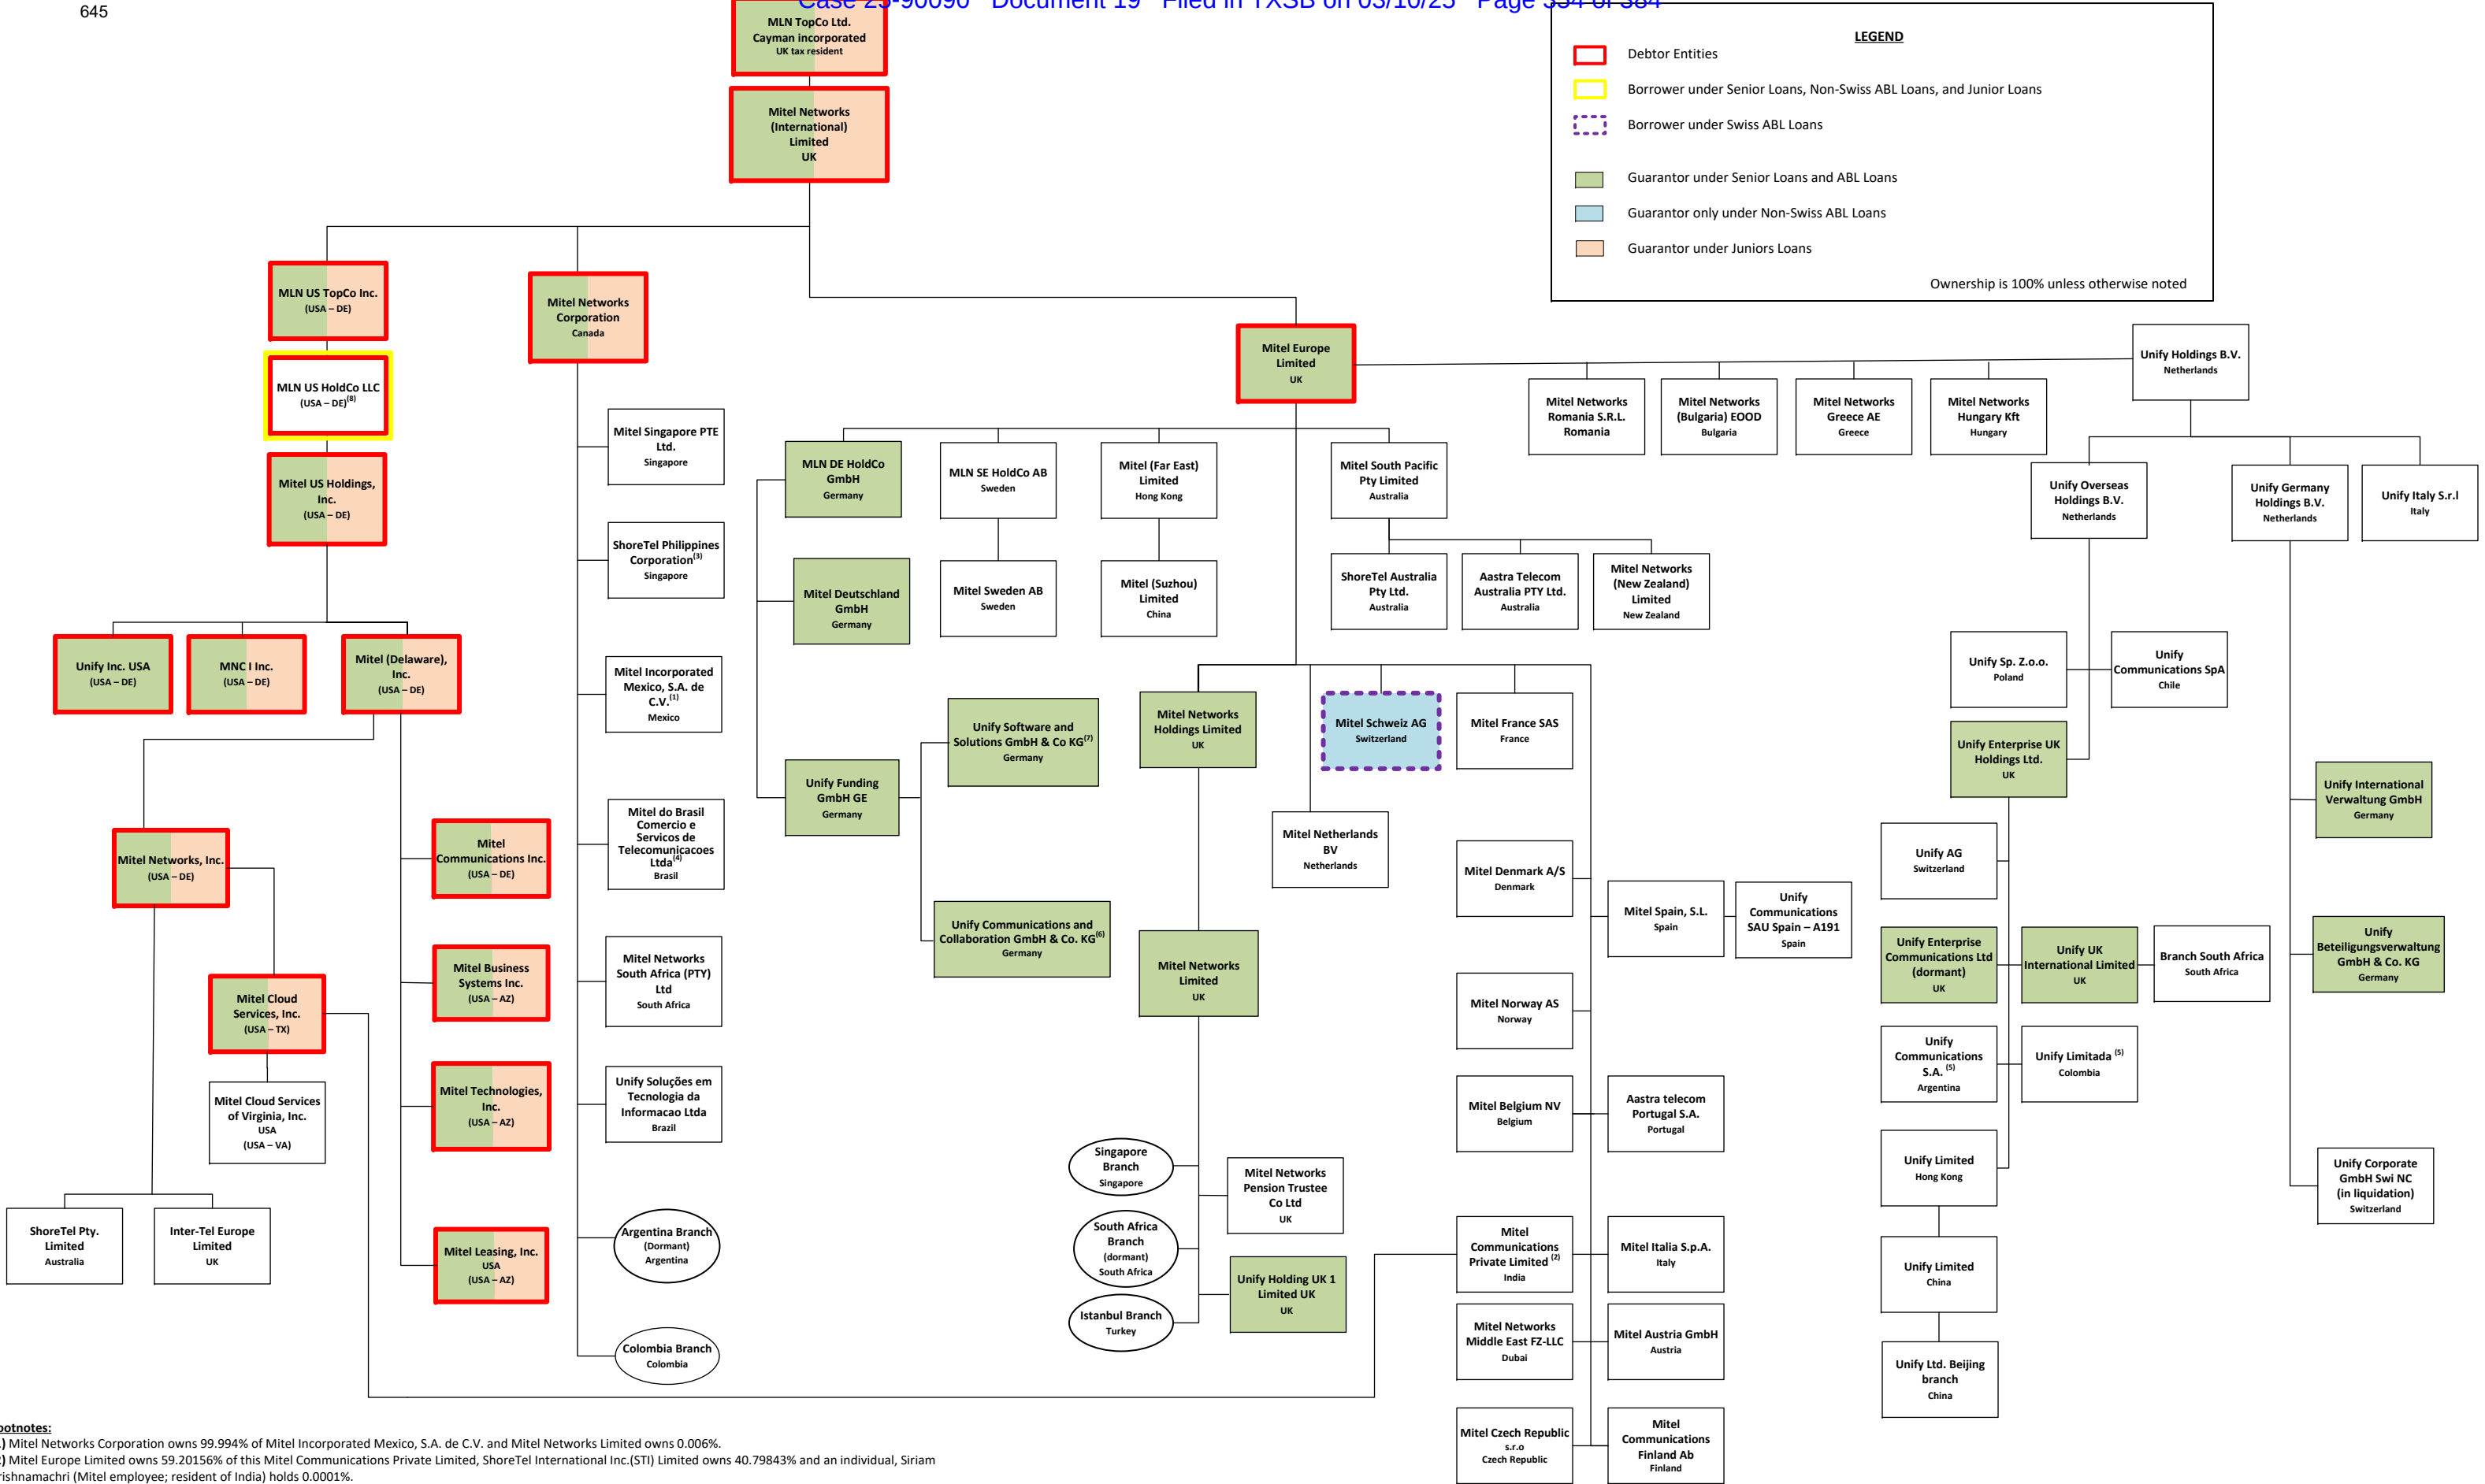 645
Case 25-90090 Document 19 Filed in TXSB on 03/10/25 Page 354 of 384
MLN TopCo Ltd.
Cayman incorporated
UK tax resident
Mitel Networks
(International)
Limited
UK
LEGEND
Debtor Entities
Borrower under Senior Loans, Non-Swiss ABL Loans, and Junior Loans
Borrower under Swiss ABL Loans
Guarantor under Senior Loans and ABL Loans
Guarantor only under Non-Swiss ABL Loans
Guarantor under Juniors Loans
Ownership is 100% unless otherwise noted
MLN US TopCo Inc.
(USA – DE)
MLN US HoldCo LLC
(USA – DE)(8)
Mitel US Holdings,
Inc.
(USA – DE)
Unify Inc. USA
(USA – DE)
MNC I Inc.
(USA – DE)
Mitel (Delaware),
Inc.
(USA – DE)
Mitel Networks, Inc.
(USA – DE)
Mitel Cloud
Services, Inc.
(USA – TX)
Mitel Cloud Services
of Virginia, Inc.
USA
(USA – VA)
ShoreTel Pty.
Limited
Australia
Inter-Tel Europe
Limited
UK
Mitel
Communications Inc.
(USA – DE)
Mitel Business
Systems Inc.
(USA – AZ)
Mitel Technologies,
Inc.
(USA – AZ)
Mitel Leasing, Inc.
USA
(USA – AZ)
Mitel Networks
Corporation
Canada
Mitel Singapore PTE
Ltd.
Singapore
ShoreTel Philippines
Corporation(3)
Singapore
Mitel Incorporated
Mexico, S.A. de
C.V.(1)
Mexico
Mitel do Brasil
Comercio e
Servicos de
Telecomunicacoes
Ltda(4)
Brasil
Mitel Networks
South Africa (PTY)
Ltd
South Africa
Unify Soluções em
Tecnologia da
Informacao Ltda
Brazil
Argentina Branch
(Dormant)
Argentina
Colombia Branch
Colombia
Mitel Europe
Limited
UK
MLN DE HoldCo
GmbH
Germany
Mitel Deutschland
GmbH
Germany
Unify Funding
GmbH GE
Germany
Unify Software and
Solutions GmbH & Co KG(7)
Germany
Unify Communications and
Collaboration GmbH & Co. KG(6)
Germany
MLN SE HoldCo AB
Sweden
Mitel Sweden AB
Sweden
Mitel (Far East)
Limited
Hong Kong
Mitel (Suzhou)
Limited
China
Mitel South Pacific
Pty Limited
Australia
ShoreTel Australia
Pty Ltd.
Australia
Aastra Telecom
Australia PTY Ltd.
Australia
Mitel Networks
(New Zealand)
Limited
New Zealand
Mitel Networks
Romania S.R.L.
Romania
Mitel Networks
(Bulgaria) EOOD
Bulgaria
Mitel Networks
Greece AE
Greece
Mitel Networks
Hungary Kft
Hungary
Mitel Networks
Holdings Limited
UK
Mitel Networks
Limited
UK
Singapore
Branch
Singapore
South Africa
Branch
(dormant)
South Africa
Istanbul Branch
Turkey
Mitel Networks
Pension Trustee
Co Ltd
UK
Unify Holding UK 1
Limited UK
UK
Mitel Netherlands
BV
Netherlands
Mitel Schweiz AG
Switzerland
Mitel France SAS
France
Mitel Denmark A/S
Denmark
Mitel Spain, S.L.
Spain
Unify
Communications
SAU Spain – A191
Spain
Mitel Norway AS
Norway
Mitel Belgium NV
Belgium
Aastra telecom
Portugal S.A.
Portugal
Mitel
Communications
Private Limited (2)
India
Mitel Italia S.p.A.
Italy
Mitel Networks
Middle East FZ-LLC
Dubai
Mitel Austria GmbH
Austria
Mitel Czech Republic
s.r.o
Czech Republic
Mitel
Communications
Finland Ab
Finland
Unify Holdings B.V.
Netherlands
Unify Overseas
Holdings B.V.
Netherlands
Unify Germany
Holdings B.V.
Netherlands
Unify Italy S.r.l
Italy
Unify Sp. Z.o.o.
Poland
Unify
Communications SpA
Chile
Unify Enterprise UK
Holdings Ltd.
UK
Unify AG
Switzerland
Unify Enterprise
Communications Ltd
(dormant)
UK
Unify UK
International Limited
UK
Branch South Africa
South Africa
Unify
Communications
S.A. (5)
Argentina
Unify Limitada (5)
Colombia
Unify Limited
Hong Kong
Unify Limited
China
Unify Ltd. Beijing
branch
China
Unify International
Verwaltung GmbH
Germany
Unify
Beteiligungsverwaltung
GmbH & Co. KG
Germany
Unify Corporate
GmbH Swi NC
(in liquidation)
Switzerland
ootnotes:
) Mitel Networks Corporation owns 99.994% of Mitel Incorporated Mexico, S.A. de C.V. and Mitel Networks Limited owns 0.006%.
) Mitel Europe Limited owns 59.20156% of this Mitel Communications Private Limited, ShoreTel International Inc.(STI) Limited owns 40.79843% and an individual, Siriam
rishnamachri (Mitel employee; resident of India) holds 0.0001%.